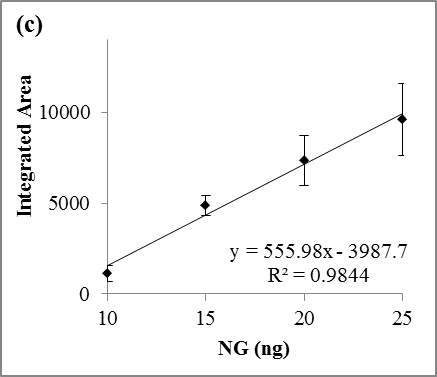 (c)
Integrated Area
10000
5000
0
y = 555.98x - 3987.7
R² = 0.9844
10 15 20 25
NG (ng)